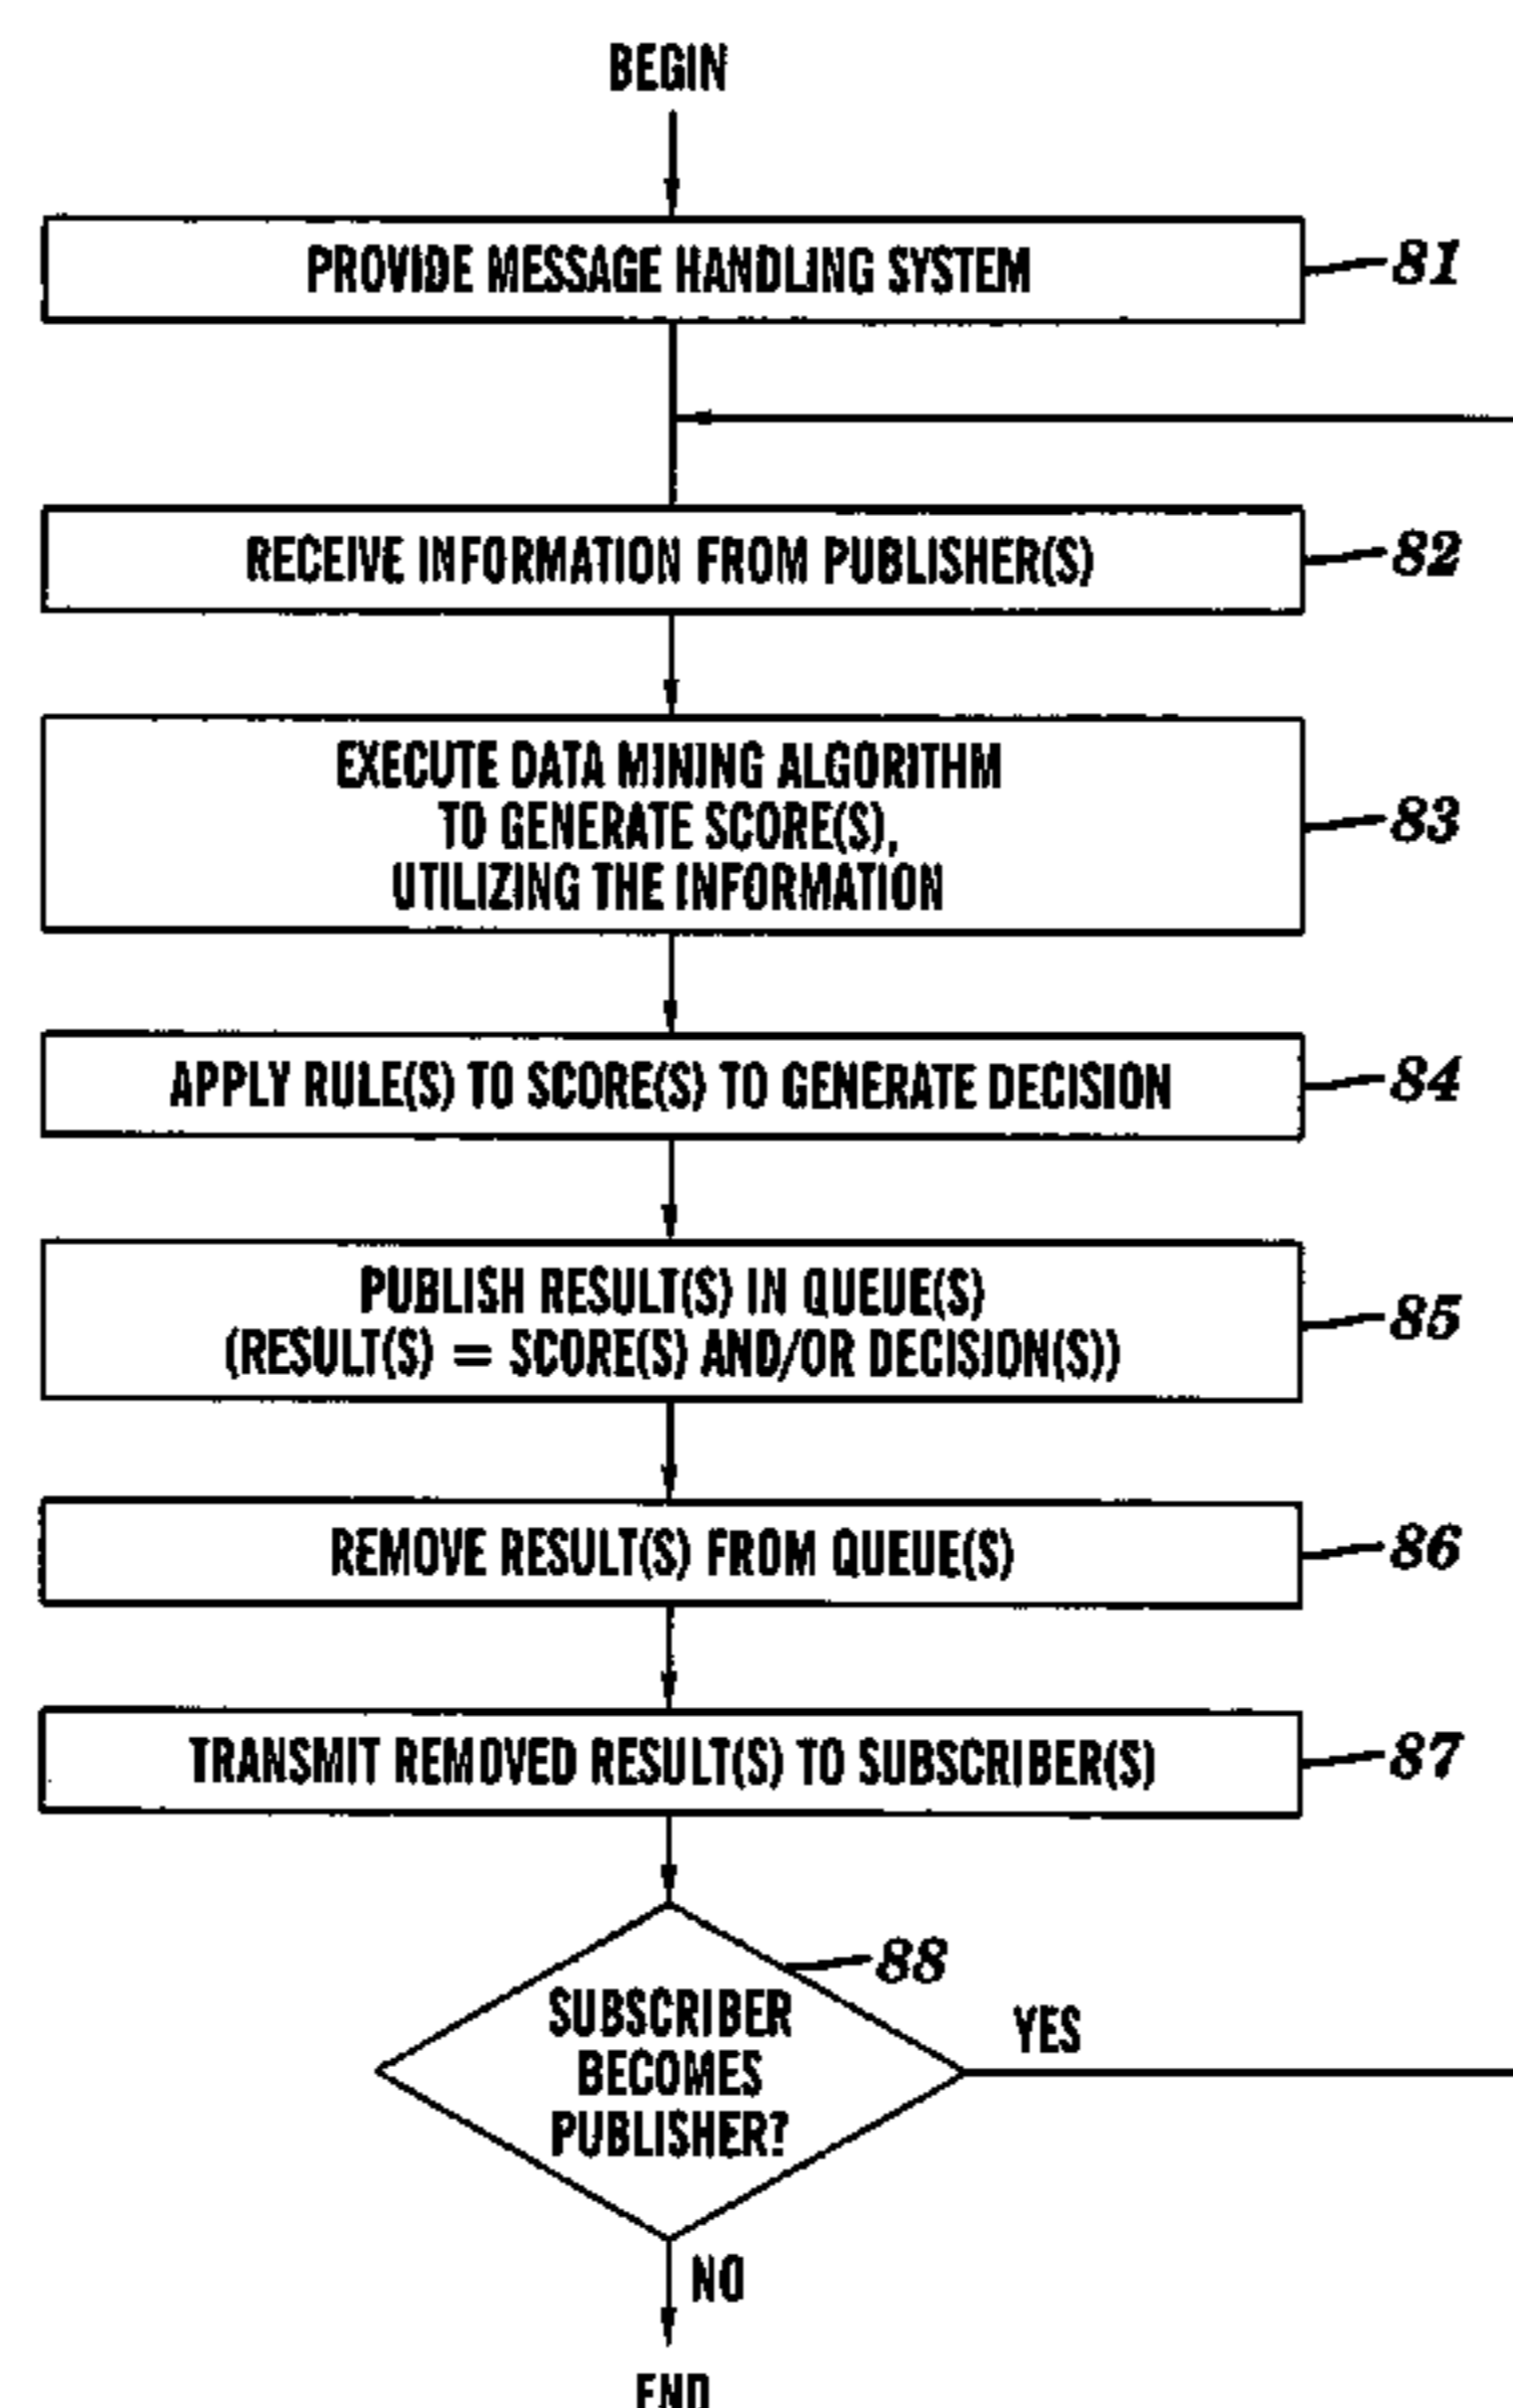 BEGIN
PROVIDE MESSAGE HANDLING SYSTEM
81
RECEIVE INFORMATION FROM PUBLISHER(S)
82
EXECUTE DATA MINING ALGORITHM
TO GENERATE SCORE(S),
UTILIZING THE INFORMATION
83
APPLY RULE(S) TO SCORE(S) TO GENERATE DECISION
84
PUBLISH RESULT(S) IN QUEUE(S)
(RESULT(S) = SCORE(S) AND/OR DECISION(S))
85
REMOVE RESULT(S) FROM QUEUE(S)
86
TRANSMIT REMOVED RESULT(S) TO SUBSCRIBER(S)
87
88
SUBSCRIBER
BECOMES
PUBLISHER?
YES
NO
END